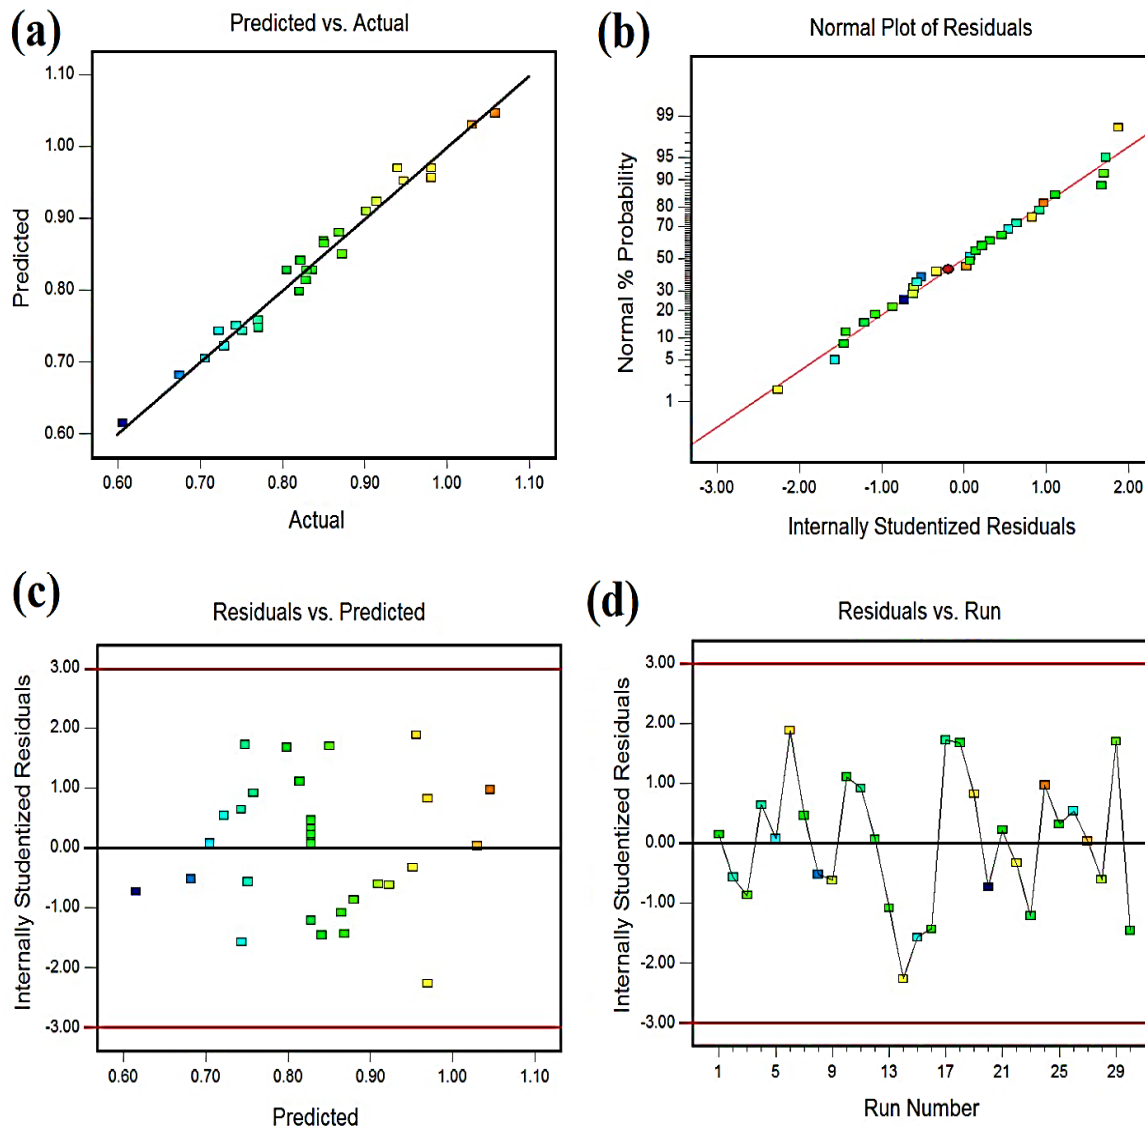 (a)
Predicted vs. Actual
Predicted
1.10
1.00
0.90
0.80
0.70
0.60
0.60 0.70 0.80 0.90 1.00 1.10
Actual
(b)
Normal Plot of Residuals
Normal % Probability
99
95
90
80
70
50
30
20
10
5
1
-3.00 -2.00 -1.00 0.00 1.00 2.00
Internally Studentized Residuals
(c)
Residuals vs. Predicted
Internally Studentized Residuals
3.00
2.00
1.00
0.00
-1.00
-2.00
-3.00
0.60 0.70 0.80 0.90 1.00 1.10
Predicted
(d)
Residuals vs. Run
Internally Studentized Residuals
3.00
2.00
1.00
0.00
-1.00
-2.00
-3.00
1 5 9 13 17 21 25 29
Run Number